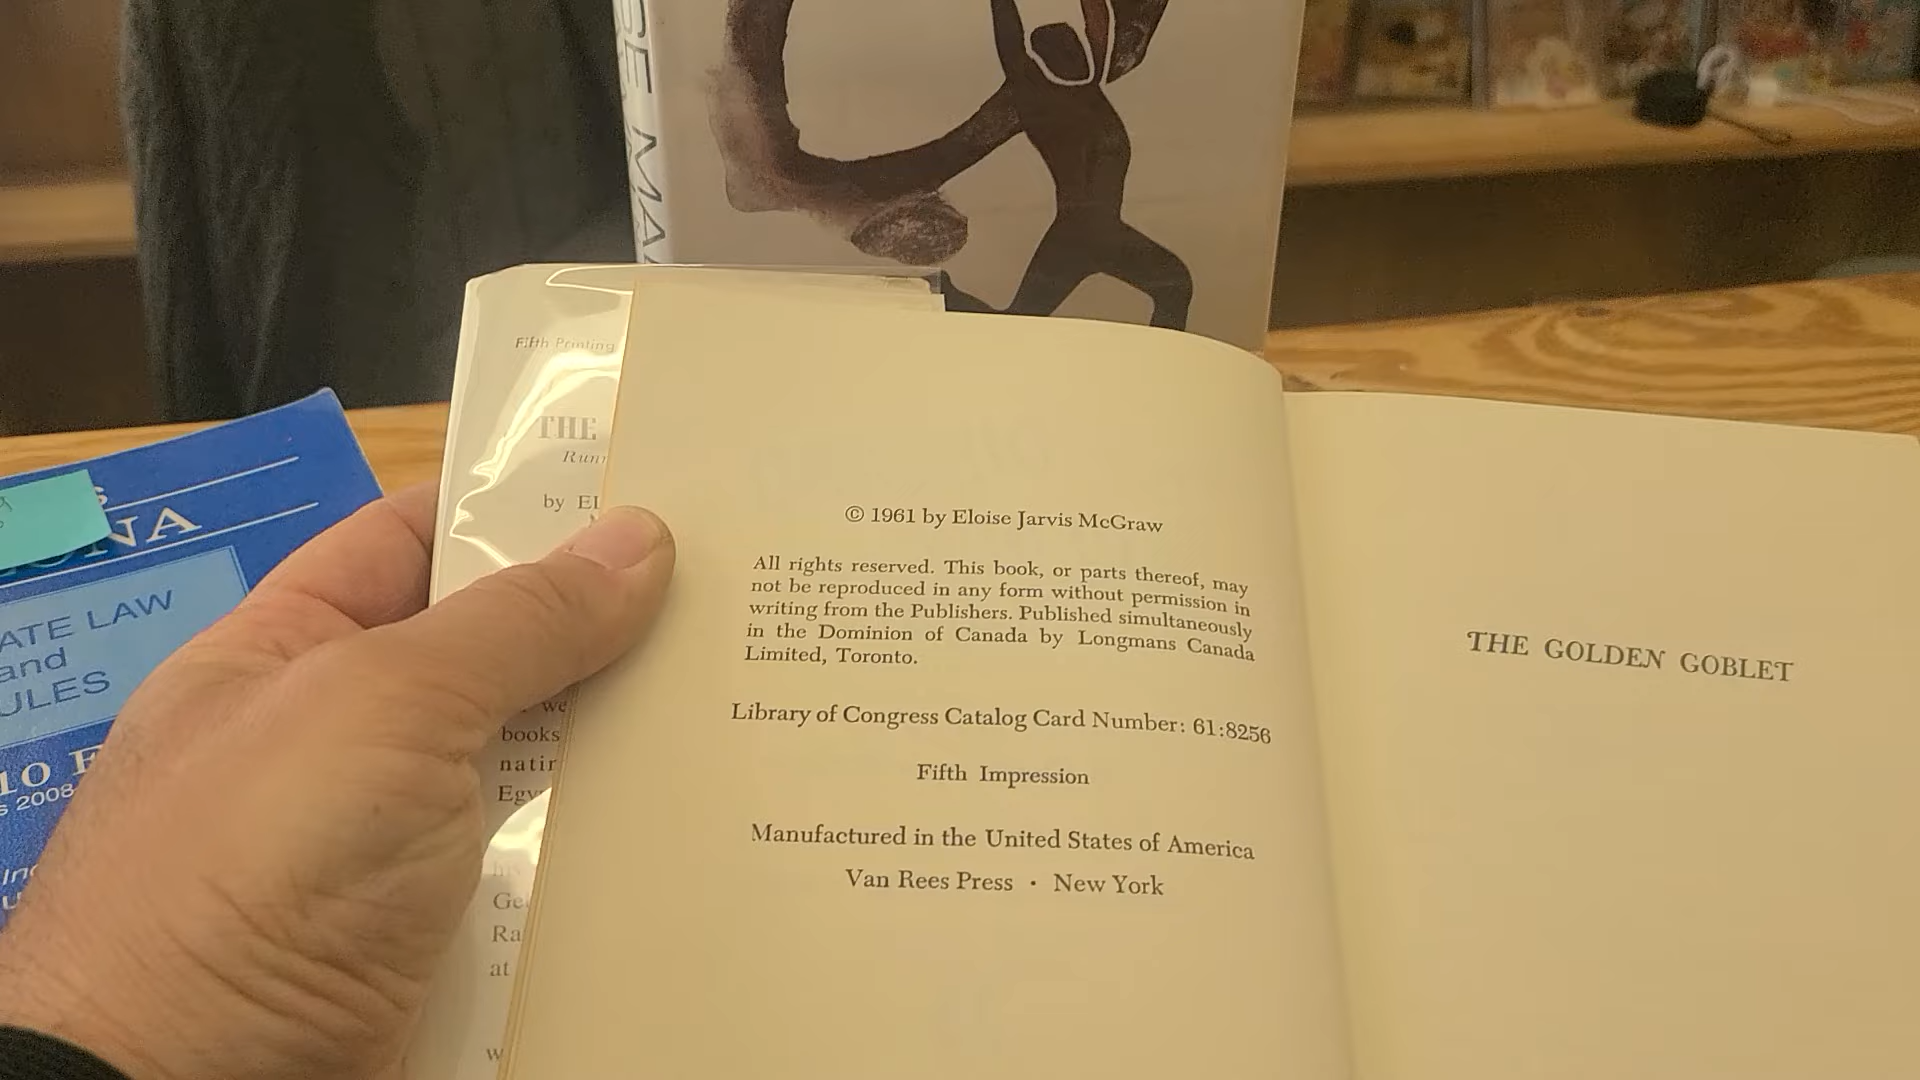 Fifth Printing
THE
by
© 1961 by Eloise Jarvis McGraw
All rights reserved. This book, or parts thereof, may
not be reproduced in any form without permission in
writing from the Publishers. Published simultaneously
in the Dominion of Canada by Longmans Canada
Limited, Toronto.
Library of Congress Catalog Card Number: 61:8256
Fifth Impression
Manufactured in the United States of America
Van Rees Press · New York
THE GOLDEN GOBLET
we
books
at
LAW
and
2008